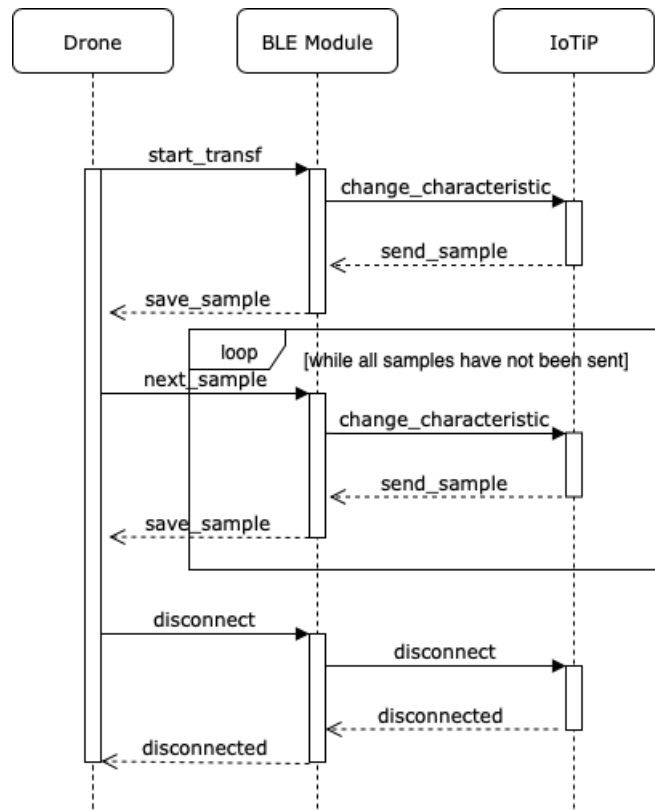 Drone
BLE Module
IoTiP
start_transf
change_characteristic
send_sample
save_sample
loop
[while all samples have not been sent]
next_sample
change_characteristic
send_sample
save_sample
disconnect
disconnect
disconnected
disconnected